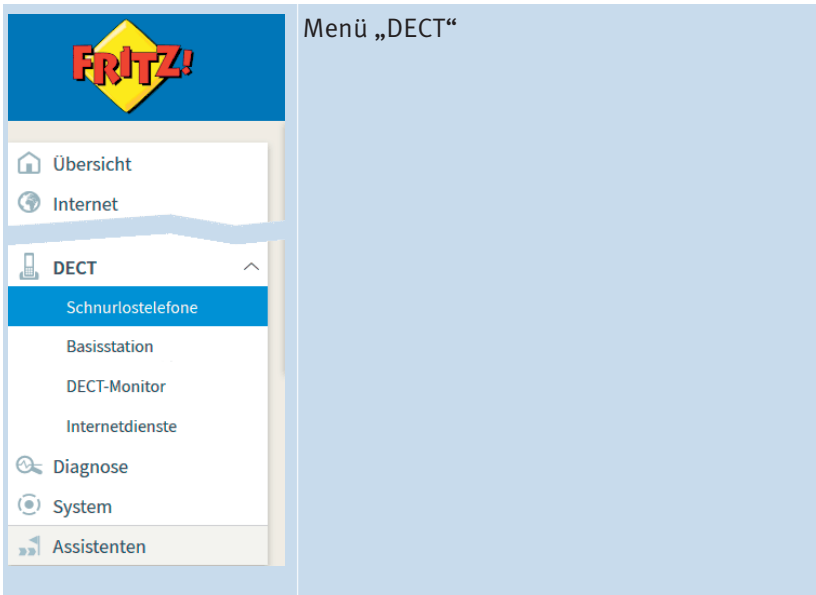 FRITZ!
Menü „DECT“
Übersicht
Internet
DECT
Schnurlostelefone
Basisstation
DECT-Monitor
Internetdienste
Diagnose
System
Assistenten